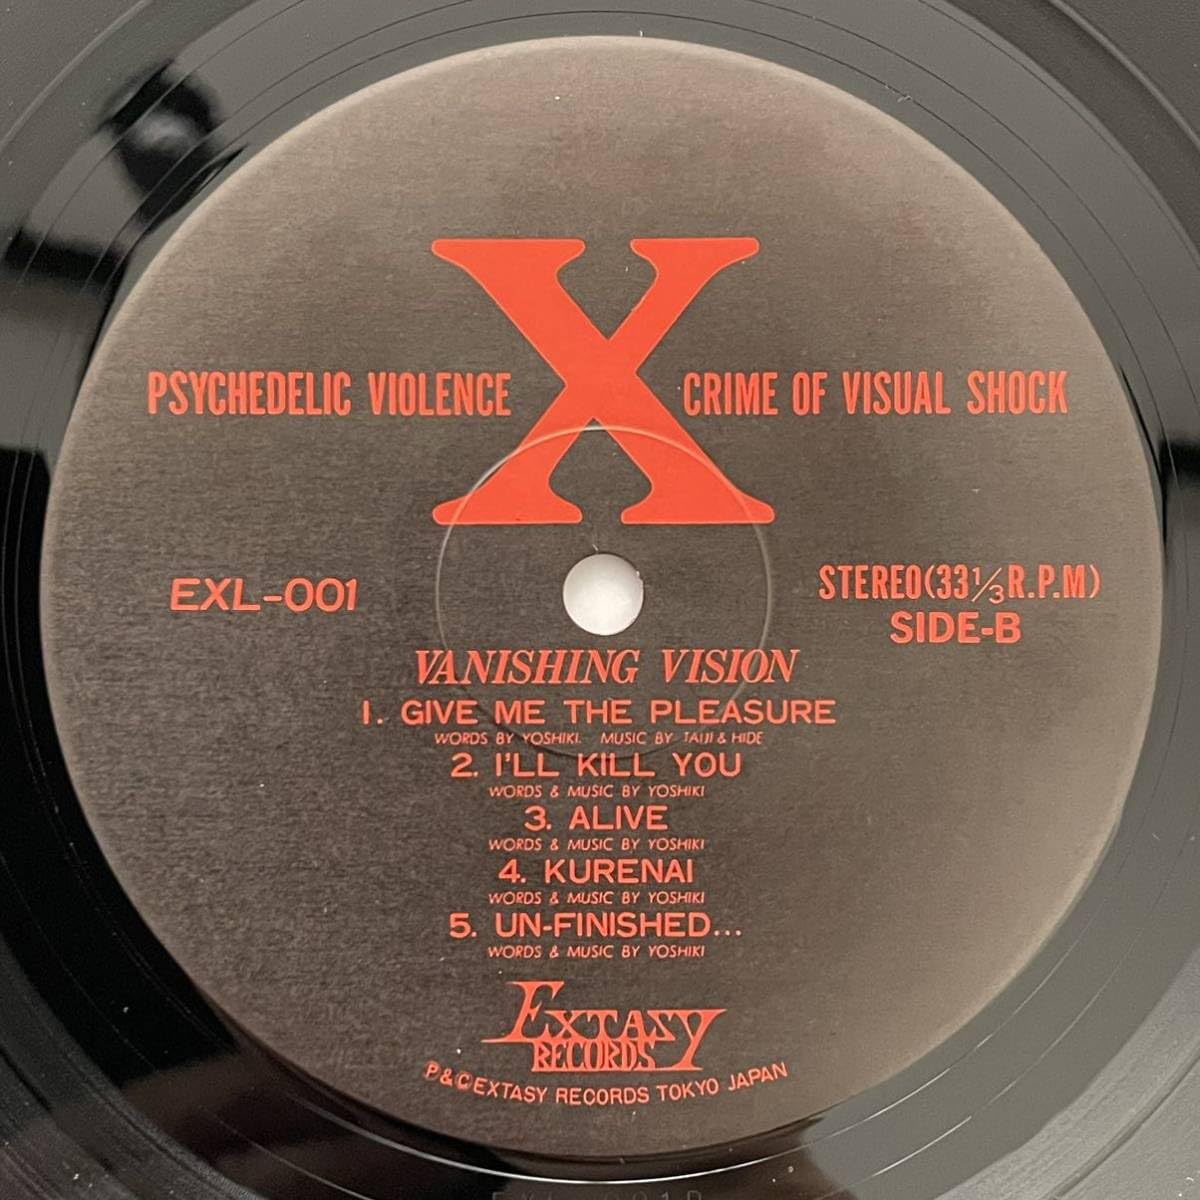 X
PSYCHEDELIC VIOLENCE CRIME OF VISUAL SHOCK
EXL-001
STEREO(33⅓R.P.M)
SIDE-B
VANISHING VISION
1. GIVE ME THE PLEASURE
WORDS BY YOSHIKI. MUSIC BY TAIJI & HIDE
2. I'LL KILL YOU
WORDS & MUSIC BY YOSHIKI
3. ALIVE
WORDS & MUSIC BY YOSHIKI
4. KURENAI
WORDS & MUSIC BY YOSHIKI
5. UN-FINISHED...
WORDS & MUSIC BY YOSHIKI
EXTASY
RECORDS
P&©EXTASY RECORDS TOKYO JAPAN